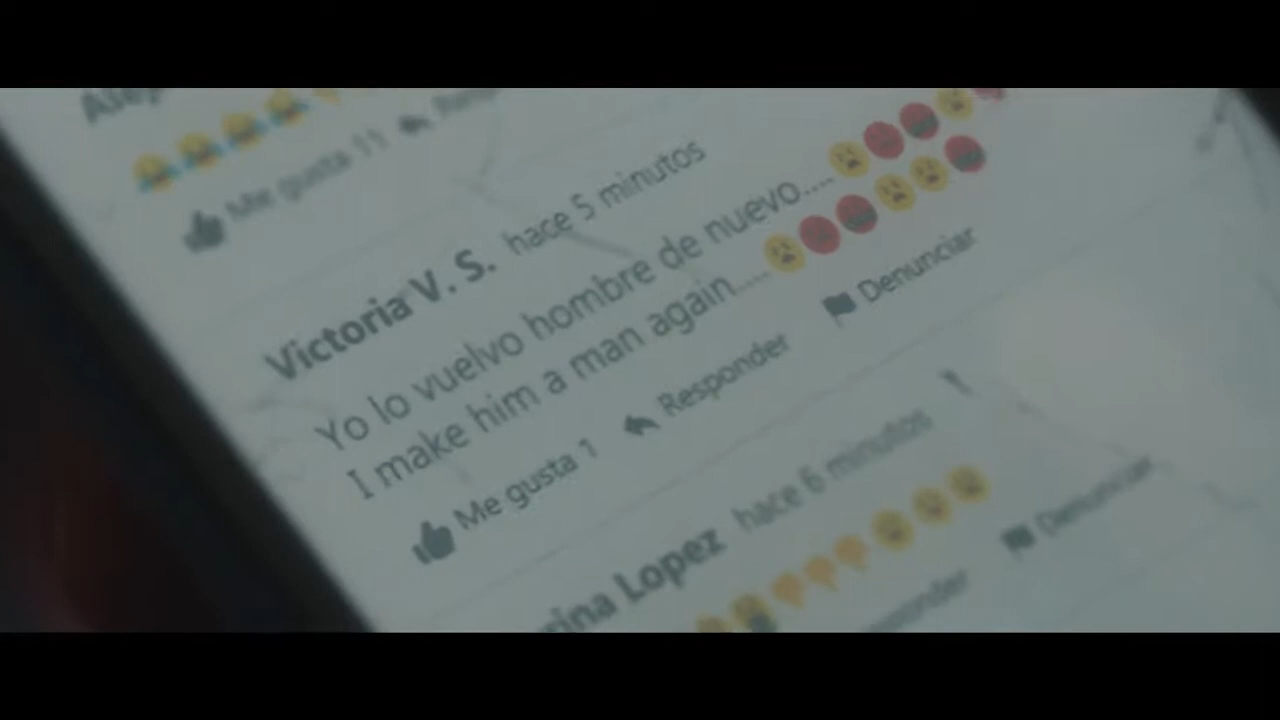 Me gusta 11
Victoria V. S. hace 5 minutos
Yo lo vuelvo hombre de nuevo....
I make him a man again.....
Me gusta 1 Responder Denunciar
Lopez hace 6 minutos
Denunciar